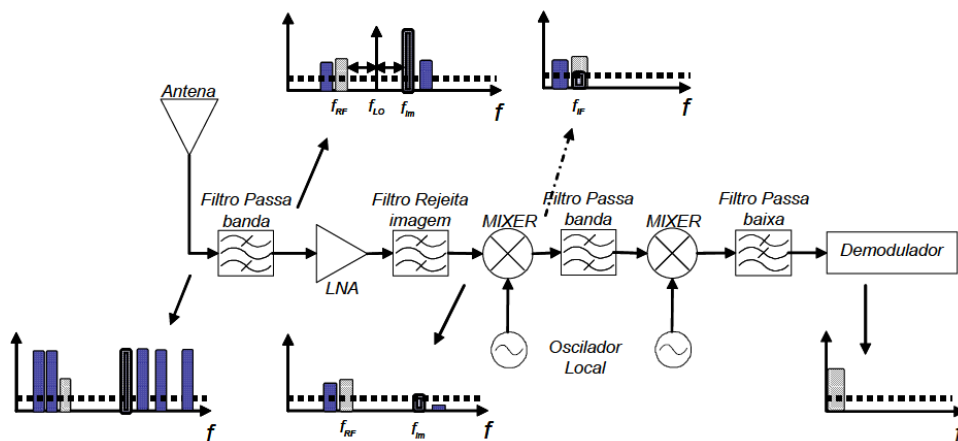 f_RF f_LO f_Im f
f_IF f
Antena
Filtro Passa
banda
LNA
Filtro Rejeita
imagem
MIXER
Filtro Passa
banda
MIXER
Filtro Passa
baixa
Demodulador
Oscilador
Local
f
f_RF f_Im f
f